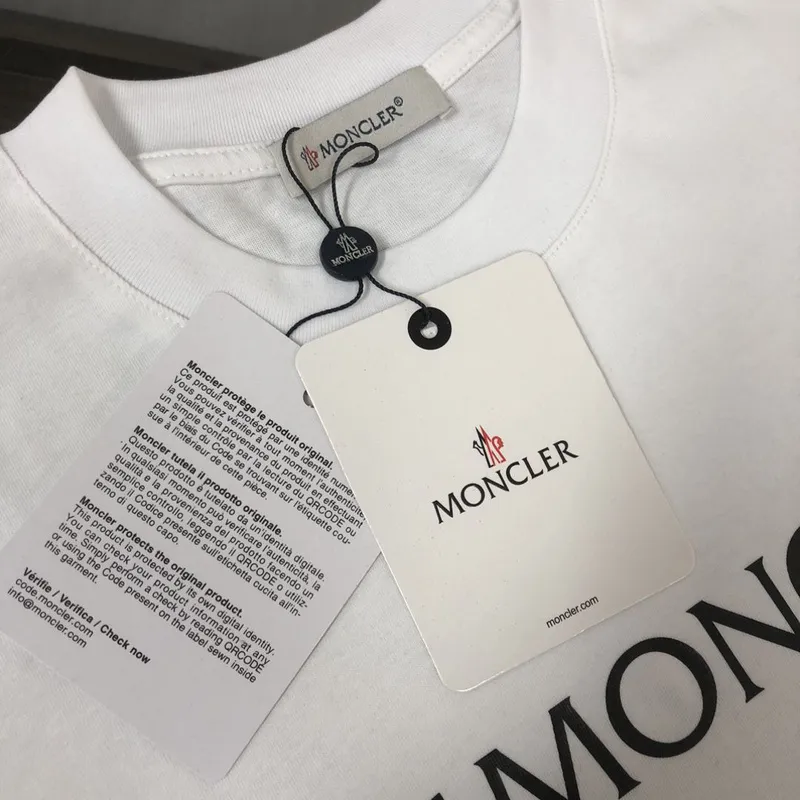 MONCLER®
MONCLER
Moncler protège le produit original.
Ce produit est protégé par une identité numéri
Vous pouvez vérifier à tout moment l'authenticité
la qualité et la provenance du produit en effectuant
un simple contrôle par la lecture du QRCODE ou
par le biais du Code se trouvant sur l'étiquette cou-
sue à l'intérieur de cette pièce.
Moncler tutela il prodotto originale.
Questo prodotto è tutelato da un'identità digitale.
In qualsiasi momento può verificare l'autenticità, la
qualità e la provenienza del prodotto facendo un
semplice controllo, leggendo il QRCODE o utiliz-
zando il Codice presente sull'etichetta cucita all'in-
terno di questo capo.
Moncler protects the original product.
This product is protected by its own digital identity.
You can check your product information at any
time. Simply perform a check by reading QRCODE
or using the Code present on the label sewn inside
this garment.
Vérifie / Verifica / Check now
code.moncler.com
info@moncler.com
MONCLER
moncler.com
MONC